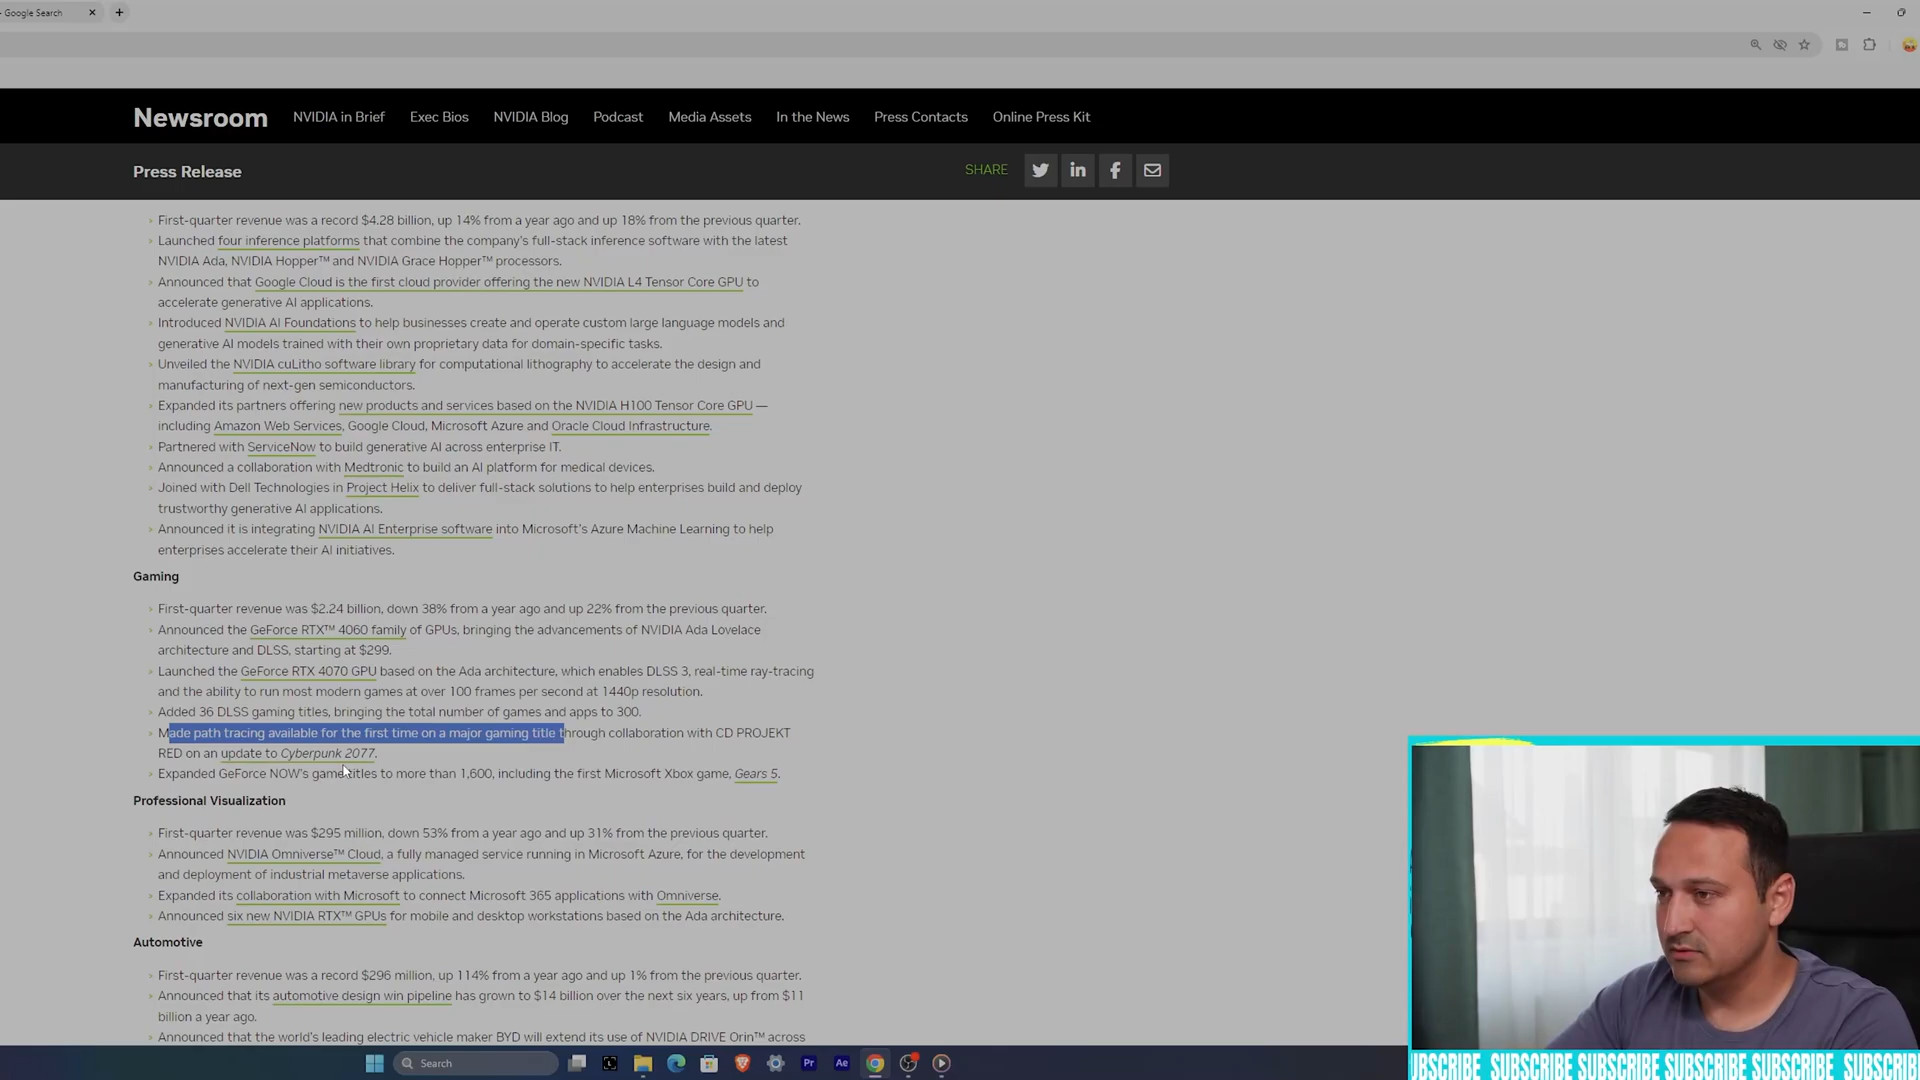 - Google Search
Newsroom NVIDIA in Brief Exec Bios NVIDIA Blog Podcast Media Assets In the News Press Contacts Online Press Kit
Press Release SHARE
First-quarter revenue was a record $4.28 billion, up 14% from a year ago and up 18% from the previous quarter.
Launched four inference platforms that combine the company's full-stack inference software with the latest
NVIDIA Ada, NVIDIA Hopper™ and NVIDIA Grace Hopper™ processors.
Announced that Google Cloud is the first cloud provider offering the new NVIDIA L4 Tensor Core GPU to
accelerate generative AI applications.
Introduced NVIDIA AI Foundations to help businesses create and operate custom large language models and
generative AI models trained with their own proprietary data for domain-specific tasks.
Unveiled the NVIDIA cuLitho software library for computational lithography to accelerate the design and
manufacturing of next-gen semiconductors.
Expanded its partners offering new products and services based on the NVIDIA H100 Tensor Core GPU —
including Amazon Web Services, Google Cloud, Microsoft Azure and Oracle Cloud Infrastructure.
Partnered with ServiceNow to build generative AI across enterprise IT.
Announced a collaboration with Medtronic to build an AI platform for medical devices.
Joined with Dell Technologies in Project Helix to deliver full-stack solutions to help enterprises build and deploy
trustworthy generative AI applications.
Announced it is integrating NVIDIA AI Enterprise software into Microsoft's Azure Machine Learning to help
enterprises accelerate their AI initiatives.
Gaming
First-quarter revenue was $2.24 billion, down 38% from a year ago and up 22% from the previous quarter.
Announced the GeForce RTX™ 4060 family of GPUs, bringing the advancements of NVIDIA Ada Lovelace
architecture and DLSS, starting at $299.
Launched the GeForce RTX 4070 GPU based on the Ada architecture, which enables DLSS 3, real-time ray-tracing
and the ability to run most modern games at over 100 frames per second at 1440p resolution.
Added 36 DLSS gaming titles, bringing the total number of games and apps to 300.
Made path tracing available for the first time on a major gaming title through collaboration with CD PROJEKT
RED on an update to Cyberpunk 2077.
Expanded GeForce NOW's game titles to more than 1,600, including the first Microsoft Xbox game, Gears 5.
Professional Visualization
First-quarter revenue was $295 million, down 53% from a year ago and up 31% from the previous quarter.
Announced NVIDIA Omniverse™ Cloud, a fully managed service running in Microsoft Azure, for the development
and deployment of industrial metaverse applications.
Expanded its collaboration with Microsoft to connect Microsoft 365 applications with Omniverse.
Announced six new NVIDIA RTX™ GPUs for mobile and desktop workstations based on the Ada architecture.
Automotive
First-quarter revenue was a record $296 million, up 114% from a year ago and up 1% from the previous quarter.
Announced that its automotive design win pipeline has grown to $14 billion over the next six years, up from $11
billion a year ago.
Announced that the world's leading electric vehicle maker BYD will extend its use of NVIDIA DRIVE Orin™ across
Search Pr Ae
UBSCRIBE SUBSCRIBE SUBSCRIBE SUBSCRIBE SUBSCRIBE SUBSCRIBE